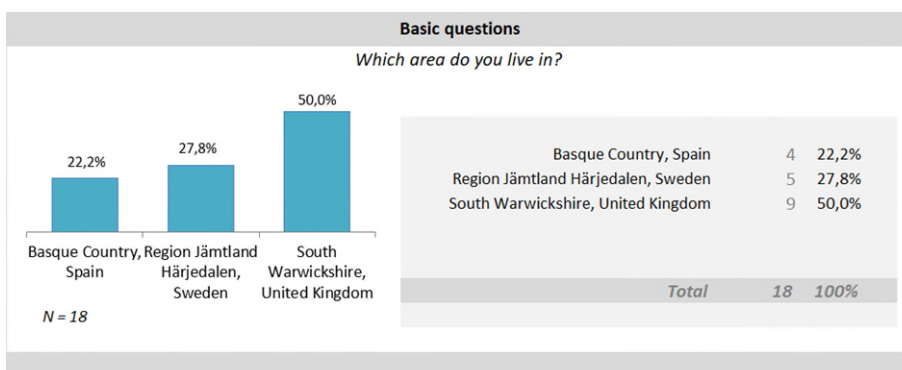 Basic questions
Which area do you live in?
50,0%
27,8%
22,2%
Basque Country,
Spain
Region Jämtland
Härjedalen,
Sweden
South
Warwickshire,
United Kingdom
N = 18
Basque Country, Spain 4 22,2%
Region Jämtland Härjedalen, Sweden 5 27,8%
South Warwickshire, United Kingdom 9 50,0%
Total 18 100%